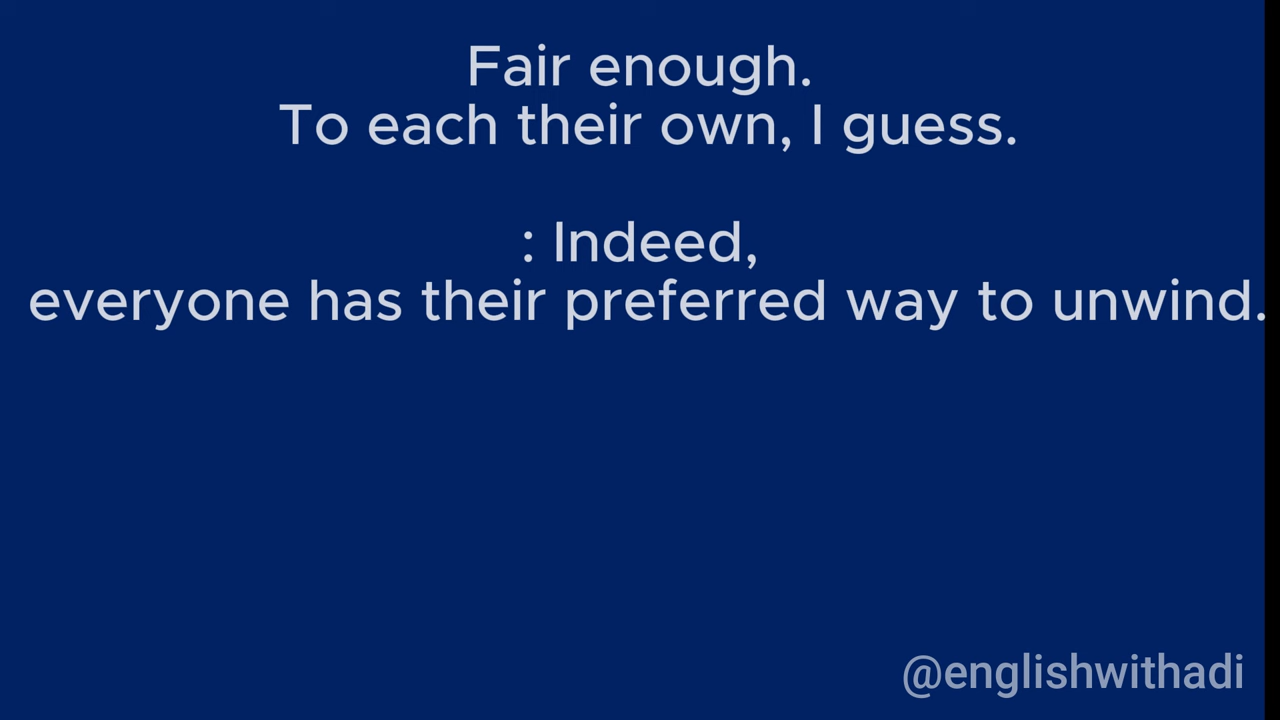 Fair enough.
To each their own, I guess.
: Indeed,
everyone has their preferred way to unwind.
@englishwithadi